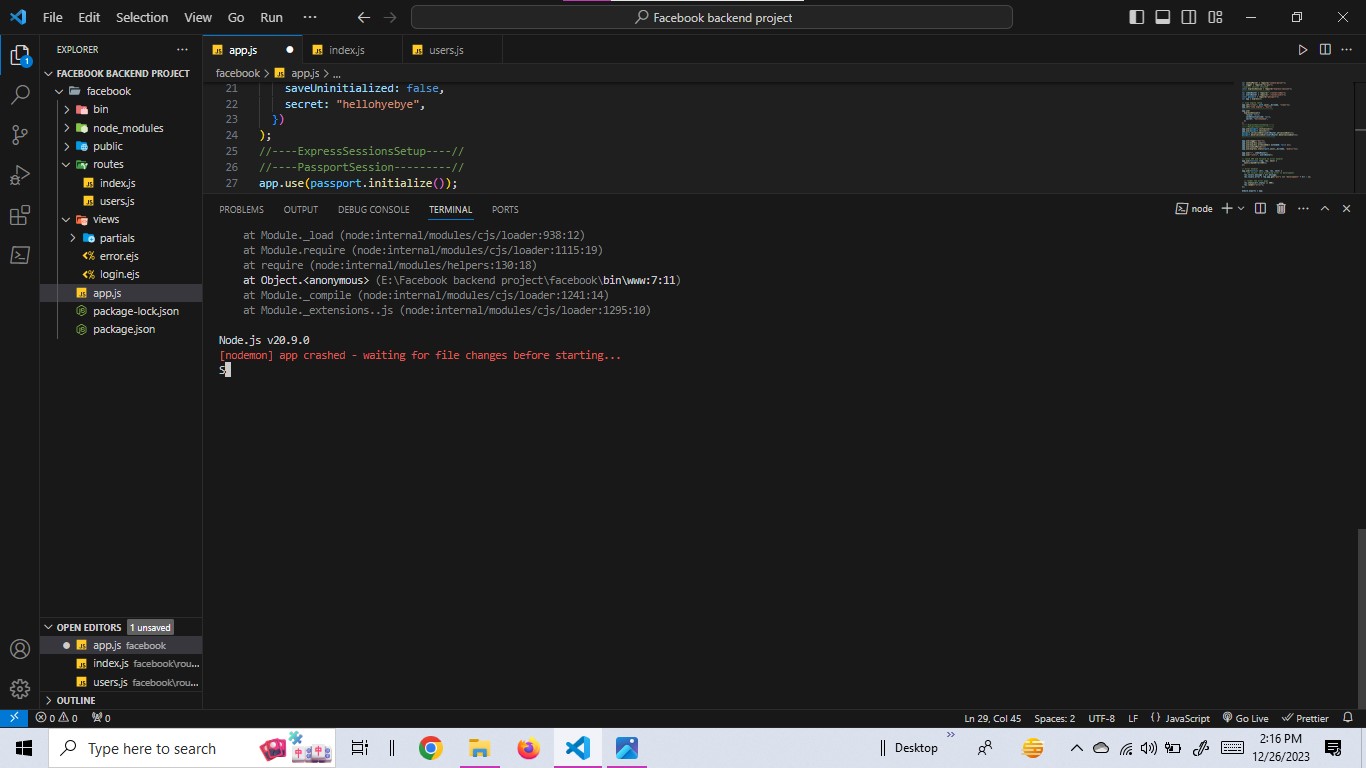 File Edit Selection View Go Run ··· Facebook backend project
EXPLORER ···
app.js index.js users.js
FACEBOOK BACKEND PROJECT
facebook > app.js > ...
facebook
bin
node_modules
public
routes
index.js
users.js
views
partials
error.ejs
login.ejs
app.js
package-lock.json
package.json
21 saveUninitialized: false,
22 secret: "hellohyebye",
23 })
24 );
25 //----ExpressSessionsSetup----//
26 //----PassportSession---------//
27 app.use(passport.initialize());
PROBLEMS OUTPUT DEBUG CONSOLE TERMINAL PORTS node
at Module._load (node:internal/modules/cjs/loader:938:12)
at Module.require (node:internal/modules/cjs/loader:1115:19)
at require (node:internal/modules/helpers:130:18)
at Object.<anonymous> (E:\Facebook backend project\facebook\bin\www:7:11)
at Module._compile (node:internal/modules/cjs/loader:1241:14)
at Module._extensions..js (node:internal/modules/cjs/loader:1295:10)
Node.js v20.9.0
[nodemon] app crashed - waiting for file changes before starting...
S
OPEN EDITORS 1 unsaved
app.js facebook
index.js facebook\rou...
users.js facebook\rou...
OUTLINE
0 0 0 Ln 29, Col 45 Spaces: 2 UTF-8 LF {} JavaScript Go Live Prettier
Type here to search Desktop 2:16 PM
12/26/2023